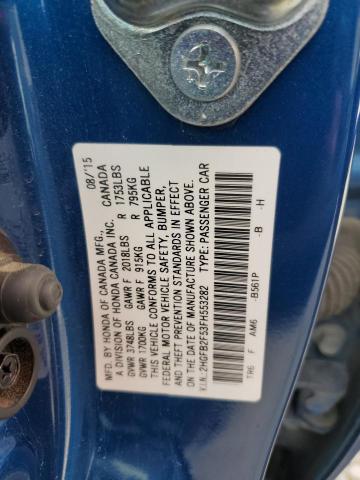 MFD. BY HONDA OF CANADA MFG., 08/15
A DIVISION OF HONDA CANADA INC. CANADA
GVWR 3748LBS GAWR F 2018LBS R 1753LBS
GVWR 1700KG GAWR F 915KG R 795KG
THIS VEHICLE CONFORMS TO ALL APPLICABLE
FEDERAL MOTOR VEHICLE SAFETY, BUMPER,
AND THEFT PREVENTION STANDARDS IN EFFECT
ON THE DATE OF MANUFACTURE SHOWN ABOVE.
V.I.N.: 2HGFB2F53FH553282 TYPE: PASSENGER CAR
TR6 F AM6 -B561P -B -H